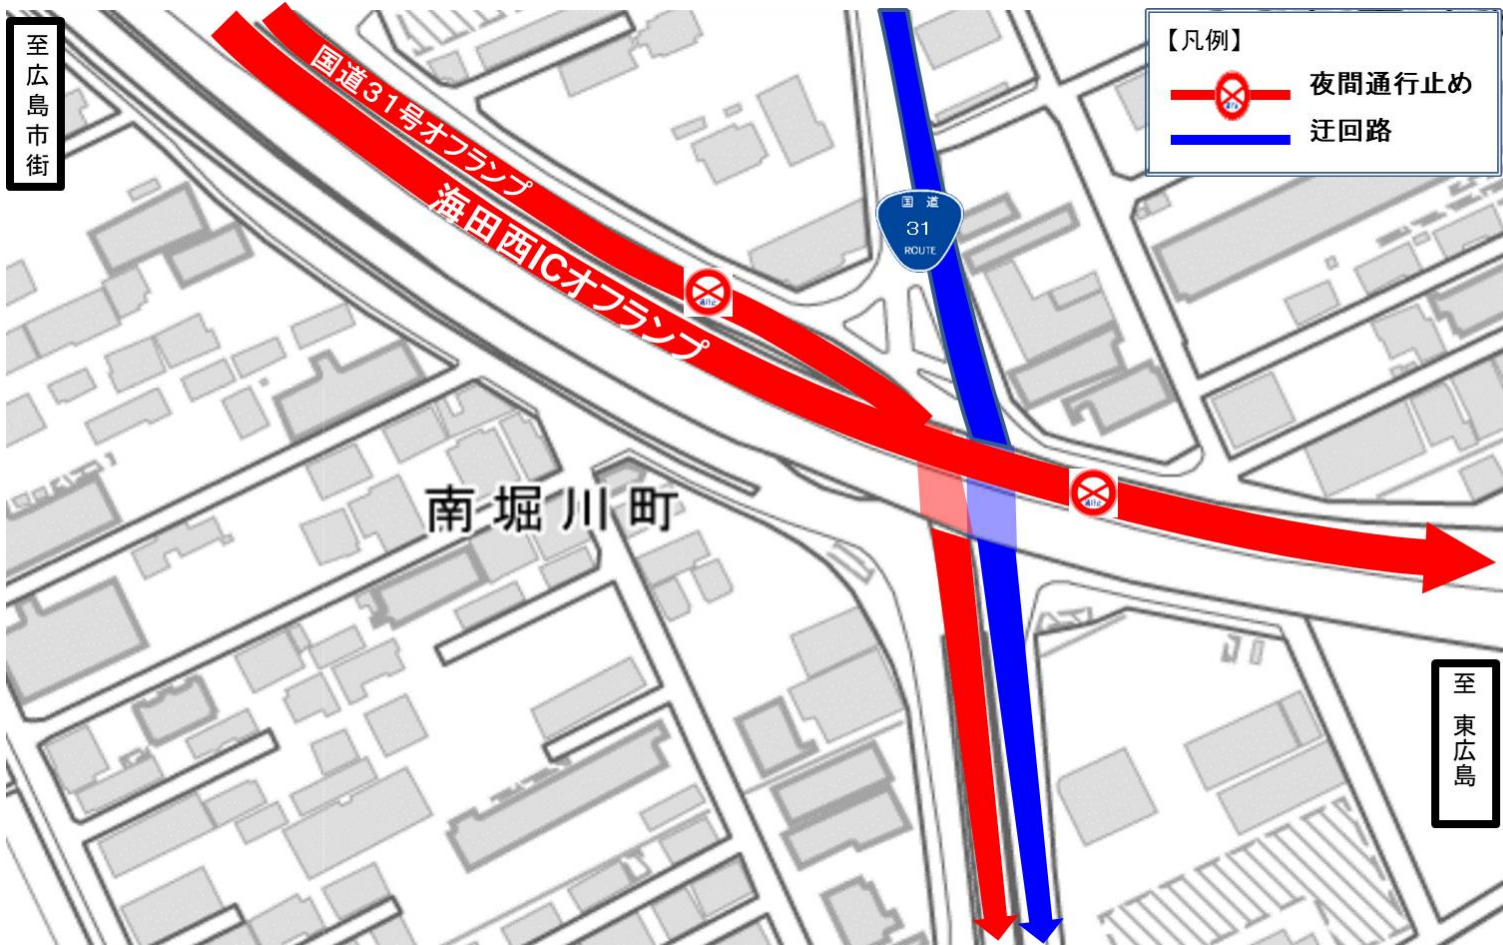 至広島市街
国道31号オフランプ
海田西ICオフランプ
国道
31
ROUTE
【凡例】
夜間通行止め
迂回路
南堀川町
至 東広島